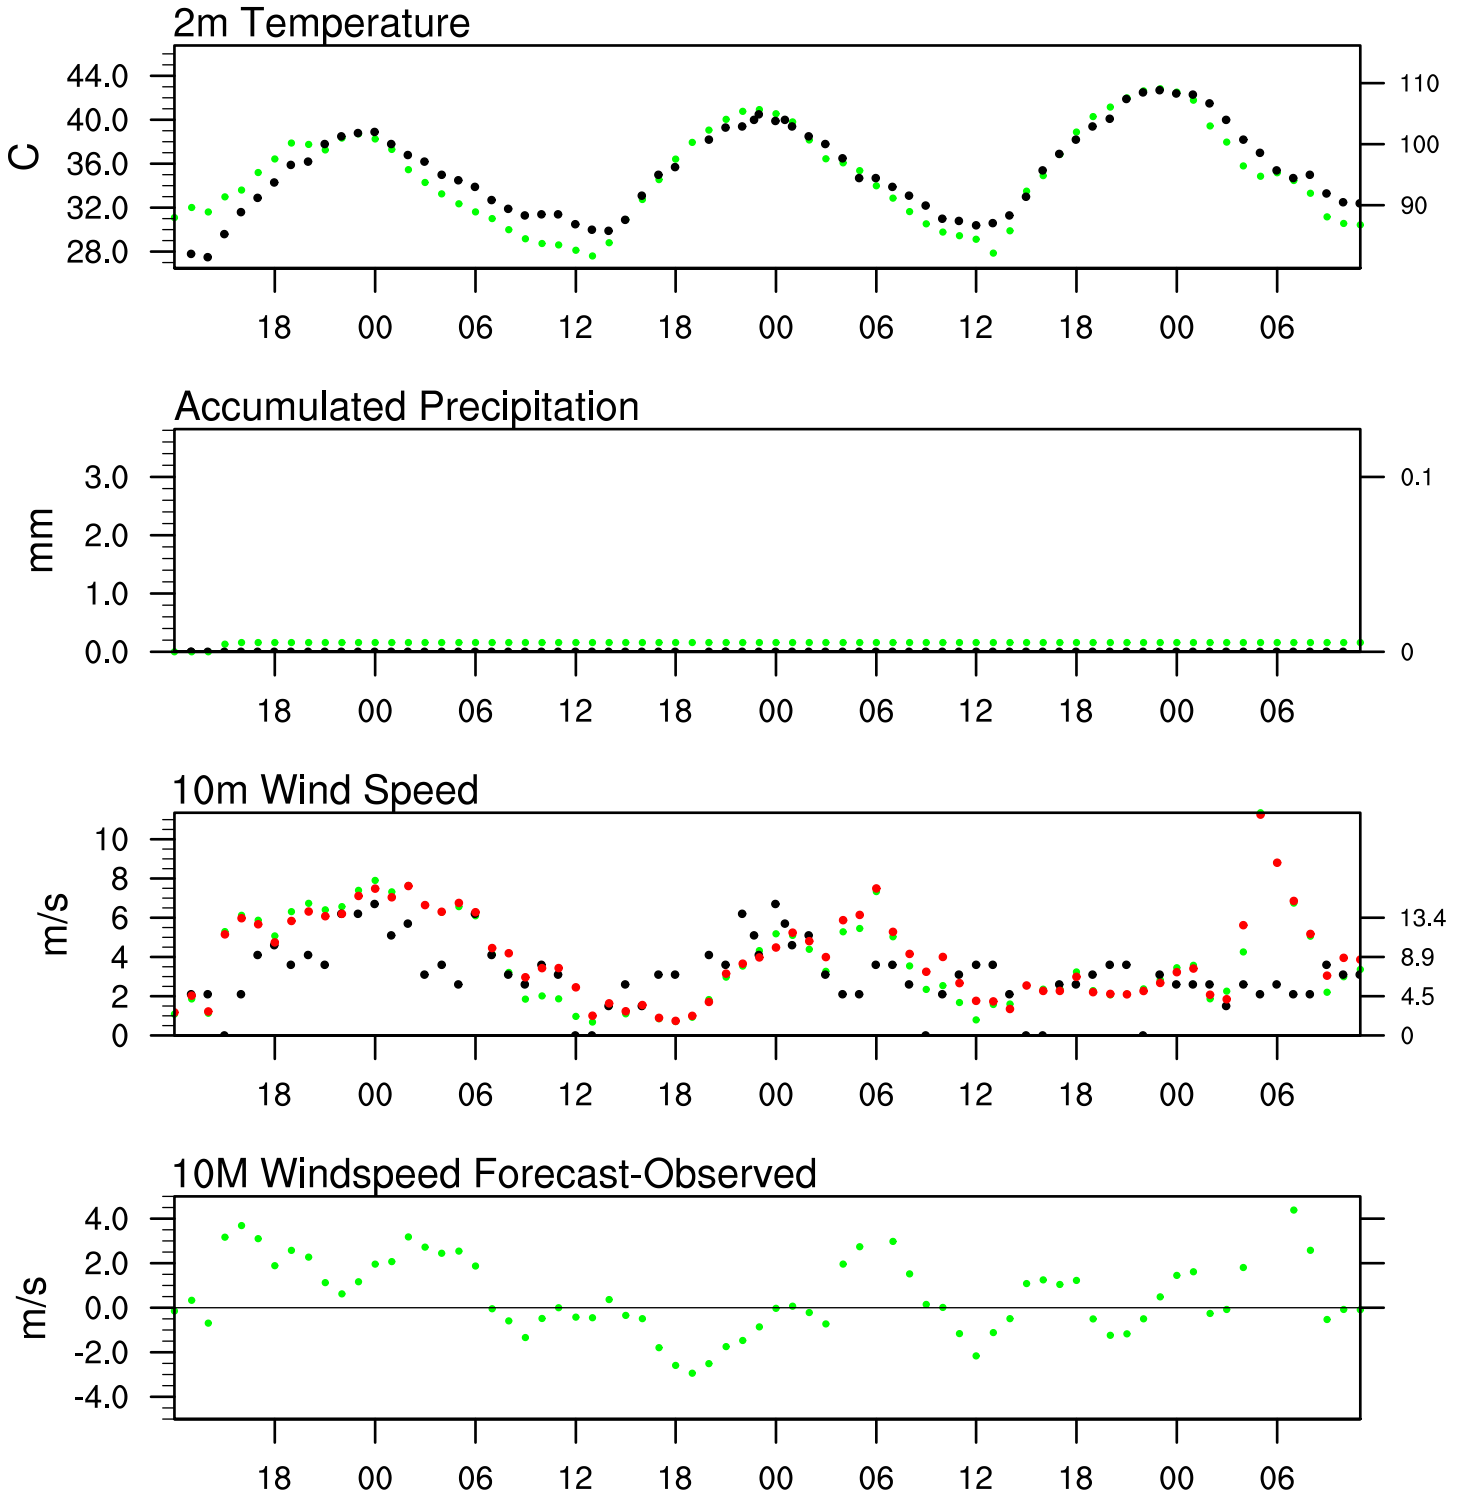 2m Temperature
44.0
40.0
36.0
32.0
28.0
C
110
100
90
18 00 06 12 18 00 06 12 18 00 06
Accumulated Precipitation
3.0
2.0
1.0
0.0
mm
0.1
0
18 00 06 12 18 00 06 12 18 00 06
10m Wind Speed
10
8
6
4
2
0
m/s
13.4
8.9
4.5
0
18 00 06 12 18 00 06 12 18 00 06
10M Windspeed Forecast-Observed
4.0
2.0
0.0
-2.0
-4.0
m/s
18 00 06 12 18 00 06 12 18 00 06